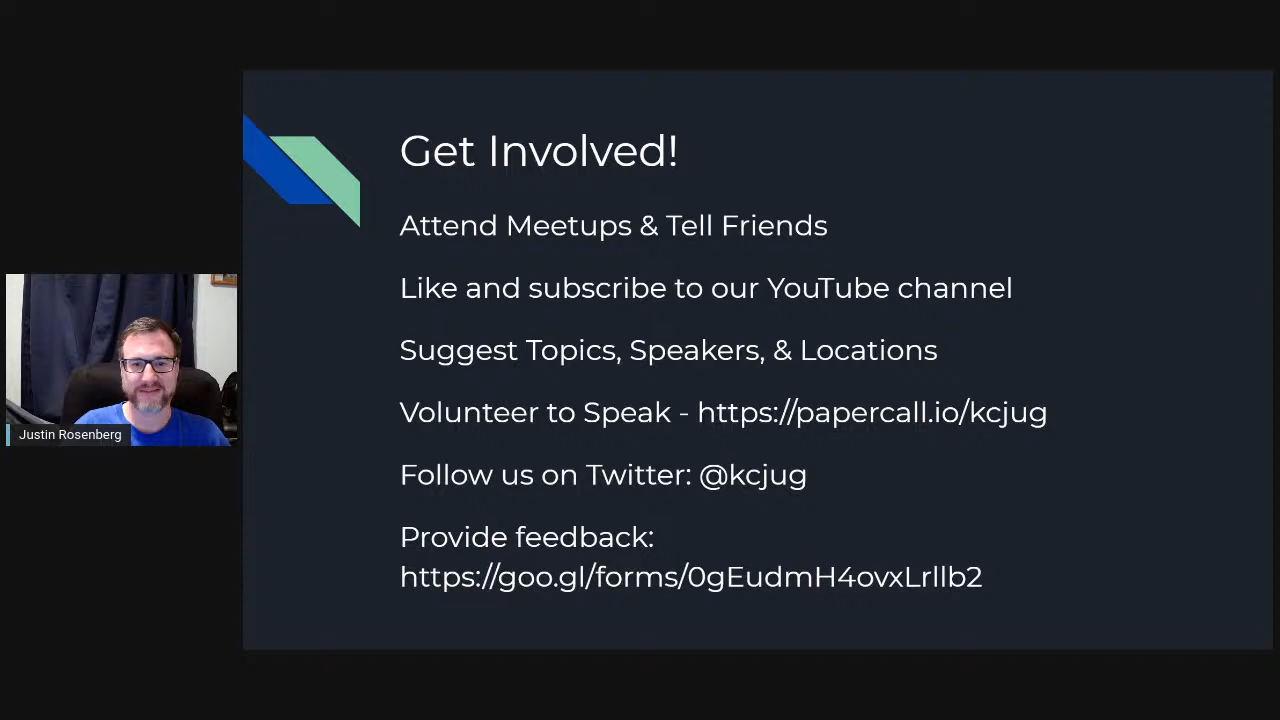 Get Involved!
Attend Meetups & Tell Friends
Like and subscribe to our YouTube channel
Suggest Topics, Speakers, & Locations
Volunteer to Speak - https://papercall.io/kcjug
Follow us on Twitter: @kcjug
Provide feedback:
https://goo.gl/forms/0gEudmH4ovxLrllb2
Justin Rosenberg